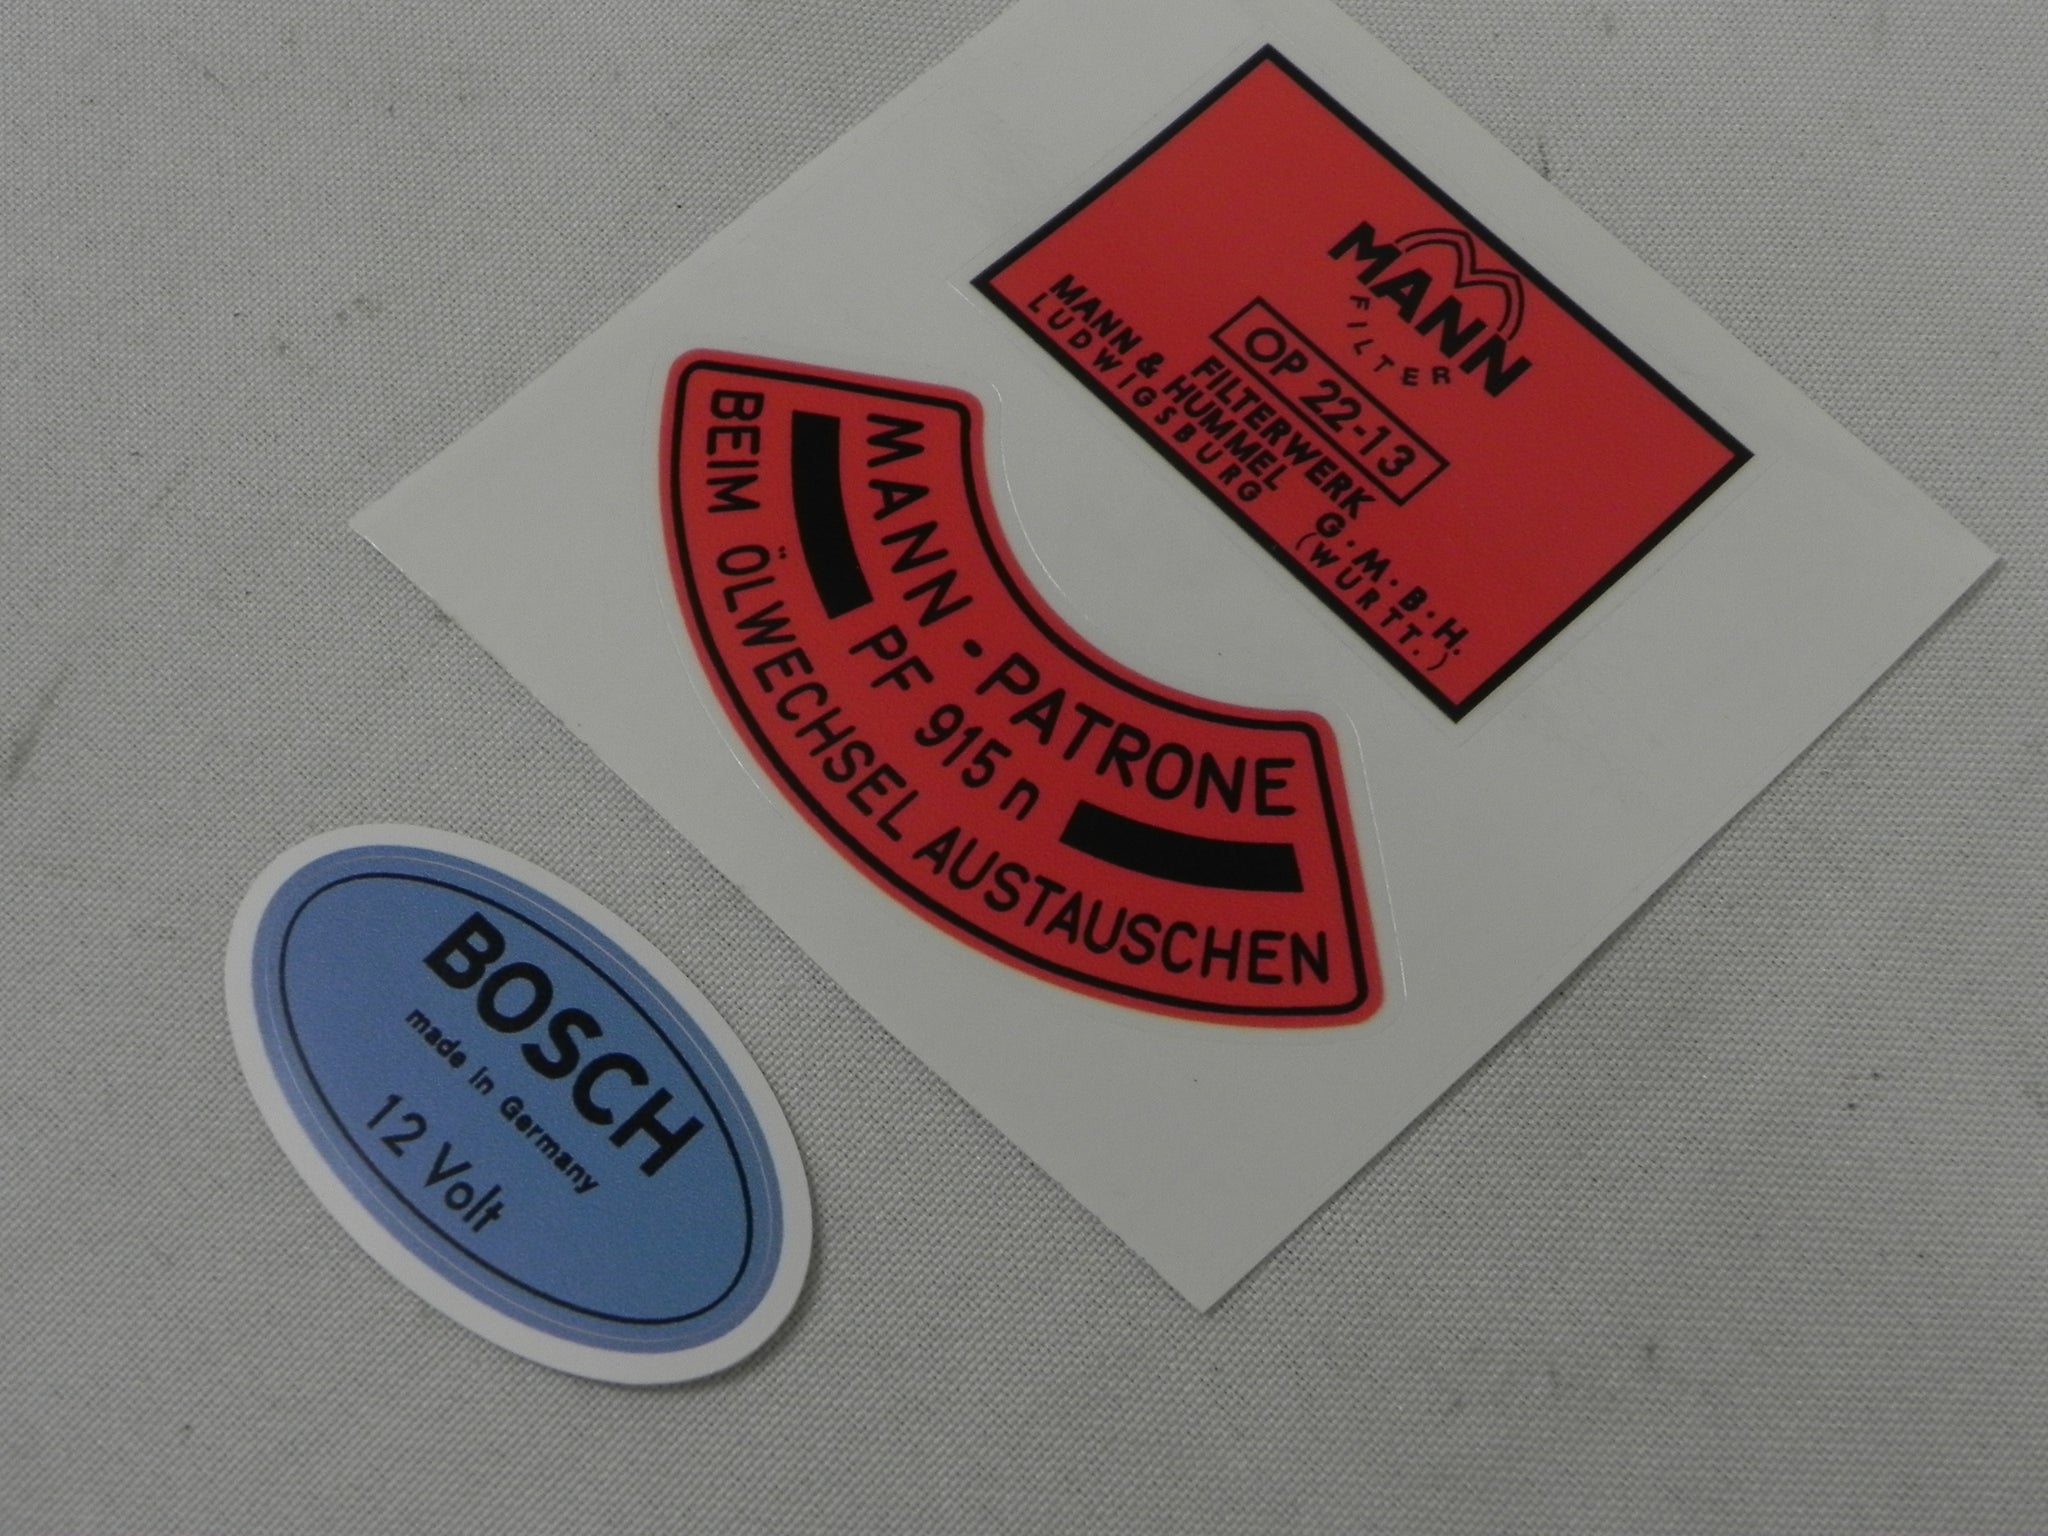 MANN
FILTER
OP 22-13
FILTERWERK
MANN & HUMMEL G·M·B·H.
LUDWIGSBURG (WURTT.)
MANN-PATRONE
PF 915 n
BEIM ÖLWECHSEL AUSTAUSCHEN
BOSCH
made in Germany
12 Volt